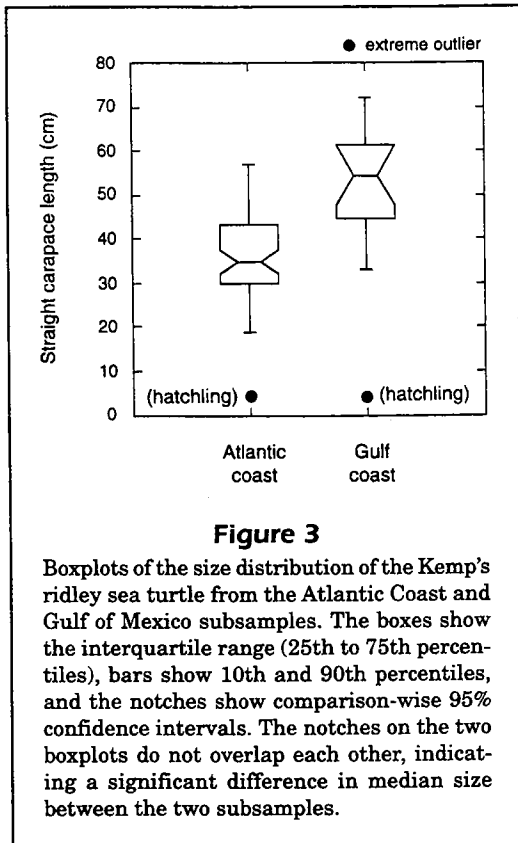 ● extreme outlier
80
70
60
50
40
30
20
10
0
Straight carapace length (cm)
(hatchling)
(hatchling)
Atlantic
coast
Gulf
coast
Figure 3
Boxplots of the size distribution of the Kemp's
ridley sea turtle from the Atlantic Coast and
Gulf of Mexico subsamples. The boxes show
the interquartile range (25th to 75th percen-
tiles), bars show 10th and 90th percentiles,
and the notches show comparison-wise 95%
confidence intervals. The notches on the two
boxplots do not overlap each other, indicat-
ing a significant difference in median size
between the two subsamples.